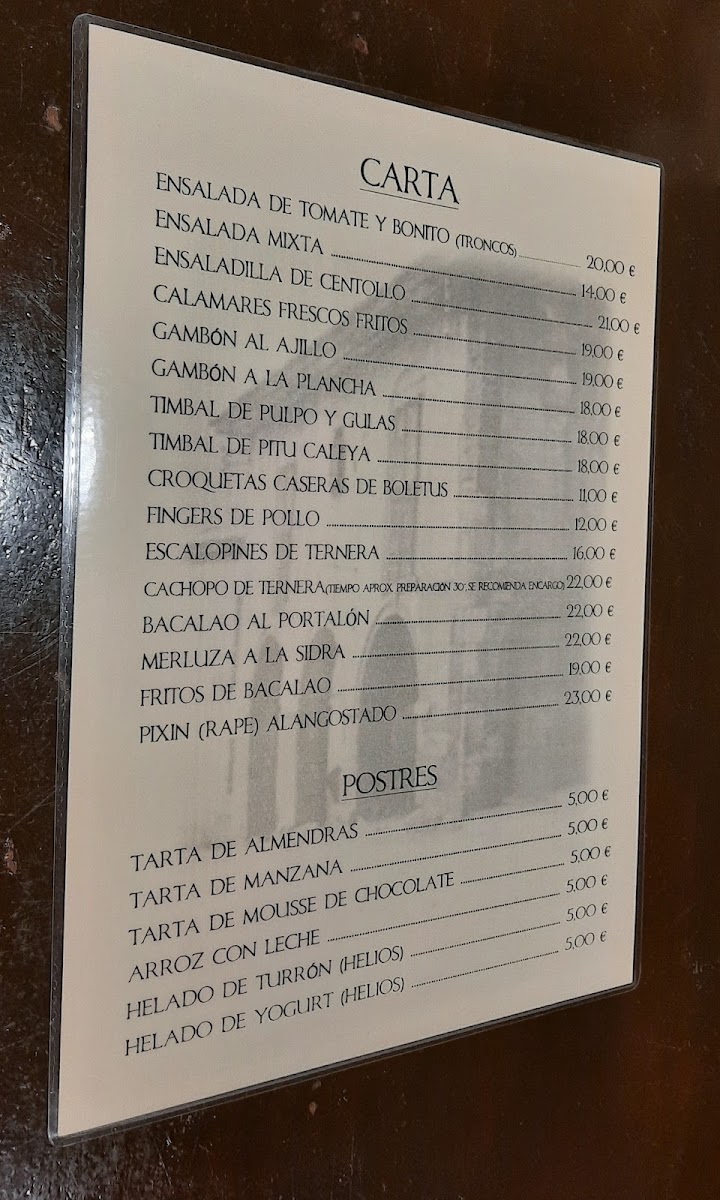 CARTA
ENSALADA DE TOMATE Y BONITO (TRONCOS) 20,00 €
ENSALADA MIXTA 14,00 €
ENSALADILLA DE CENTOLLO 21,00 €
CALAMARES FRESCOS FRITOS 19,00 €
GAMBÓN AL AJILLO 19,00 €
GAMBÓN A LA PLANCHA 18,00 €
TIMBAL DE PULPO Y GULAS 18,00 €
TIMBAL DE PITU CALEYA 18,00 €
CROQUETAS CASERAS DE BOLETUS 11,00 €
FINGERS DE POLLO 12,00 €
ESCALOPINES DE TERNERA 16,00 €
CACHOPO DE TERNERA (TIEMPO APROX. PREPARACIÓN 30', SE RECOMIENDA ENCARGO) 22,00 €
BACALAO AL PORTALÓN 22,00 €
MERLUZA A LA SIDRA 22,00 €
FRITOS DE BACALAO 19,00 €
PIXIN (RAPE) ALANGOSTADO 23,00 €
POSTRES
TARTA DE ALMENDRAS 5,00 €
TARTA DE MANZANA 5,00 €
TARTA DE MOUSSE DE CHOCOLATE 5,00 €
ARROZ CON LECHE 5,00 €
HELADO DE TURRÓN (HELIOS) 5,00 €
HELADO DE YOGURT (HELIOS) 5,00 €